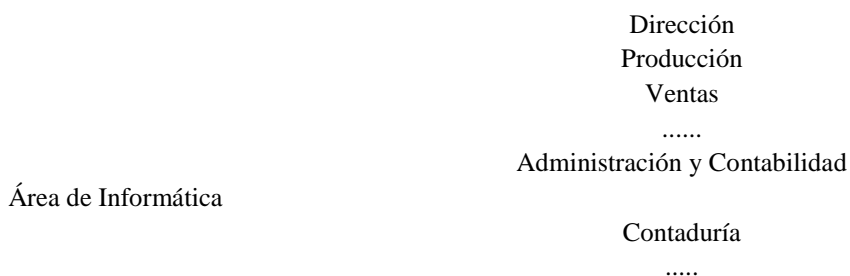 Dirección
Producción
Ventas
......
Administración y Contabilidad
Área de Informática
Contaduría
.....